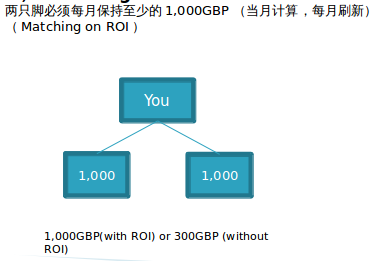 两只脚必须每月保持至少的 1,000GBP （当月计算，每月刷新）
（ Matching on ROI ）
You
1,000
1,000
1,000GBP(with ROI) or 300GBP (without
ROI)